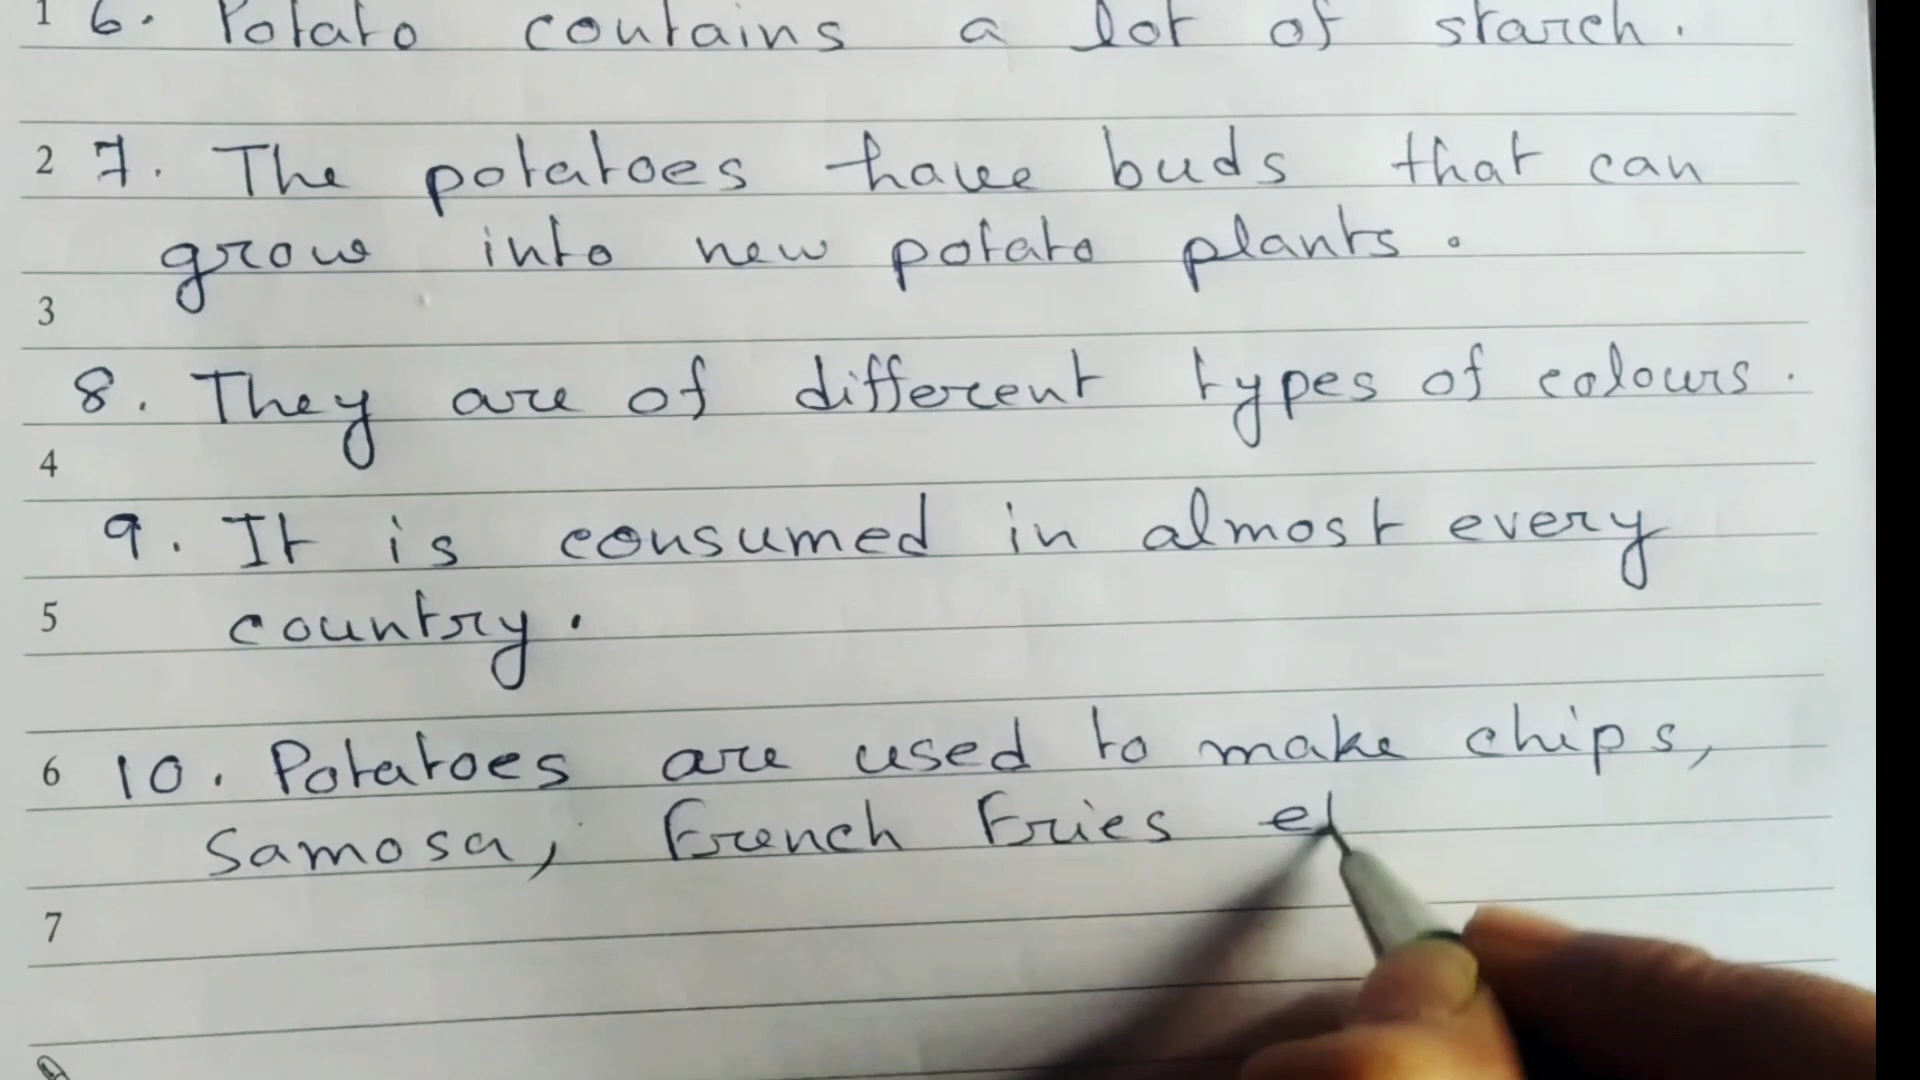 1 6. Potato contains a lot of starch.
2 7. The potatoes have buds that can
grow into new potato plants.
3
8. They are of different types of colours.
4
9. It is consumed in almost every
5 country.
6 10. Potatoes are used to make chips,
Samosa, French Fries et
7